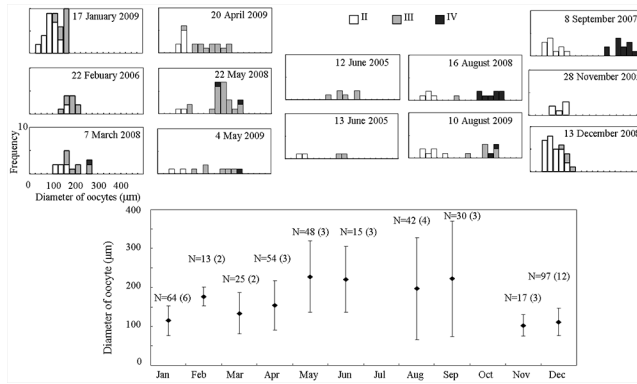 17 January 2009
20 April 2009
II III IV
8 September 2007
22 Febuary 2006
22 May 2008
12 June 2005
16 August 2008
28 November 200
7 March 2008
4 May 2009
13 June 2005
10 August 2009
13 December 2008
10
Frequency
0
0 100 200 300 400
Diameter of oocytes (µm)
Diameter of oocyte (µm)
400
300
200
100
0
N=64 (6)
N=13 (2)
N=25 (2)
N=54 (3)
N=48 (3)
N=15 (3)
N=42 (4)
N=30 (3)
N=17 (3)
N=97 (12)
Jan Feb Mar Apr May Jun Jul Aug Sep Oct Nov Dec